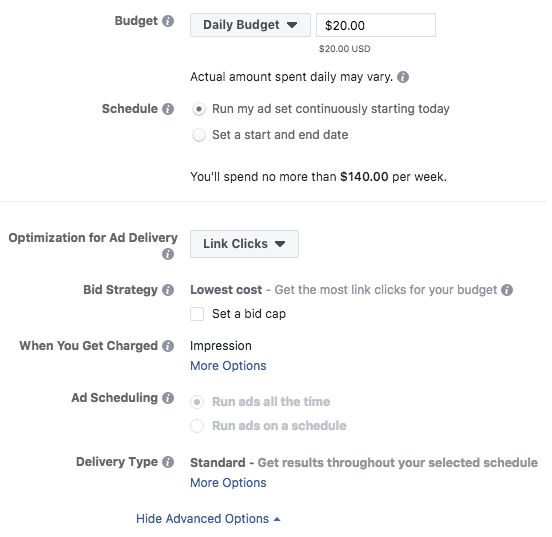 Budget Daily Budget $20.00
$20.00 USD
Actual amount spent daily may vary.
Schedule Run my ad set continuously starting today
Set a start and end date
You'll spend no more than $140.00 per week.
Optimization for Ad Delivery Link Clicks
Bid Strategy Lowest cost - Get the most link clicks for your budget
Set a bid cap
When You Get Charged Impression
More Options
Ad Scheduling Run ads all the time
Run ads on a schedule
Delivery Type Standard - Get results throughout your selected schedule
More Options
Hide Advanced Options